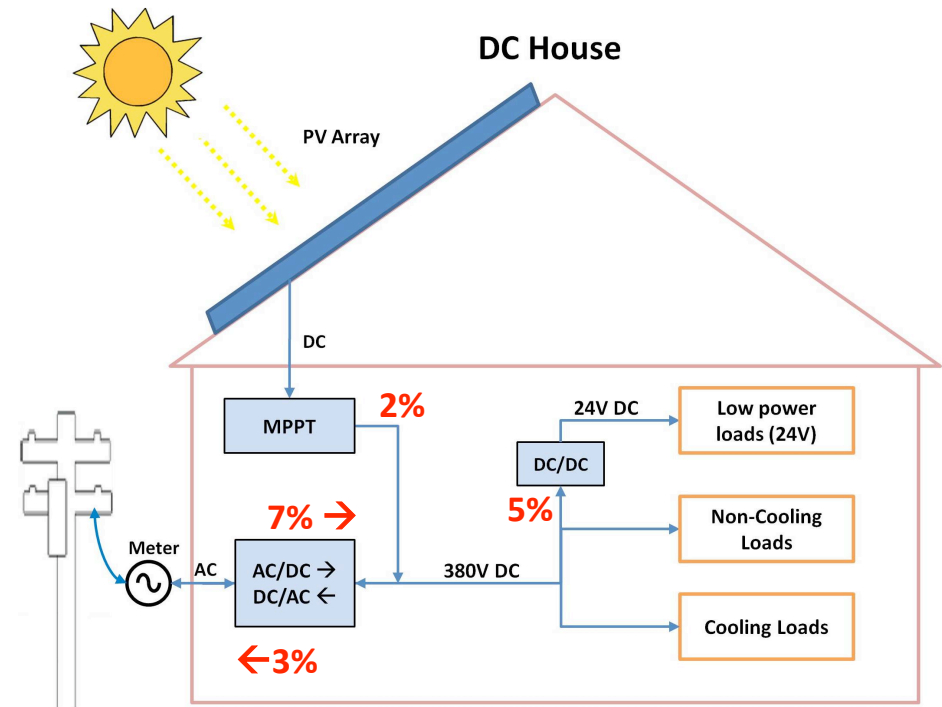 DC House
PV Array
DC
MPPT
2%
24V DC
Low power
loads (24V)
DC/DC
5%
7% →
Non-Cooling
Loads
Meter
AC
AC/DC →
DC/AC ←
380V DC
Cooling Loads
←3%